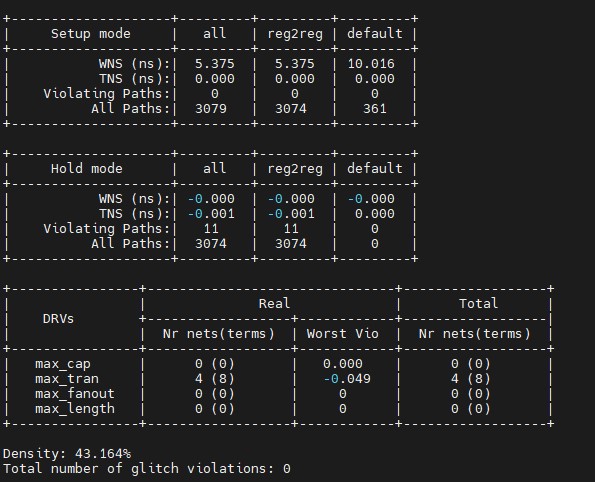 +--------------------+---------+---------+---------+
|     Setup mode     |   all   | reg2reg | default |
+--------------------+---------+---------+---------+
|           WNS (ns):|  5.375  |  5.375  | 10.016  |
|           TNS (ns):|  0.000  |  0.000  |  0.000  |
|    Violating Paths:|    0    |    0    |    0    |
|          All Paths:|  3079   |  3074   |   361   |
+--------------------+---------+---------+---------+
+--------------------+---------+---------+---------+
|     Hold mode      |   all   | reg2reg | default |
+--------------------+---------+---------+---------+
|           WNS (ns):| -0.000  | -0.000  | -0.000  |
|           TNS (ns):| -0.001  | -0.001  |  0.000  |
|    Violating Paths:|   11    |   11    |    0    |
|          All Paths:|  3074   |  3074   |    0    |
+--------------------+---------+---------+---------+
+----------------+-------------------------------+------------------+
|                |              Real             |       Total      |
|    DRVs        +------------------+------------+------------------|
|                |  Nr nets(terms)  | Worst Vio  |  Nr nets(terms)  |
+----------------+------------------+------------+------------------+
|   max_cap      |      0 (0)       |   0.000    |      0 (0)       |
|   max_tran     |      4 (8)       |   -0.049   |      4 (8)       |
|   max_fanout   |      0 (0)       |     0      |      0 (0)       |
|   max_length   |      0 (0)       |     0      |      0 (0)       |
+----------------+------------------+------------+------------------+
Density: 43.164%
Total number of glitch violations: 0